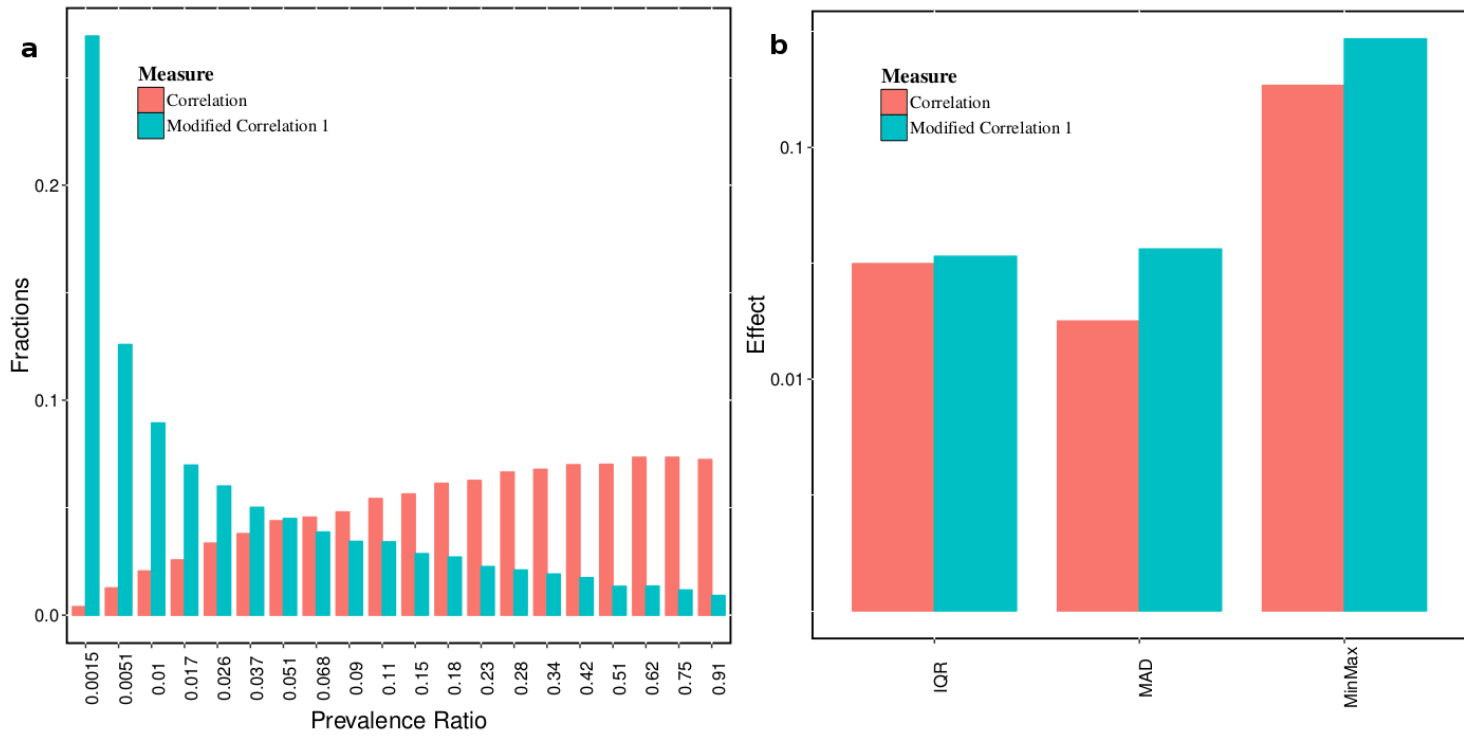 a
Measure
Correlation
Modified Correlation 1
Fractions
0.2
0.1
0.0
0.0015
0.0051
0.01
0.017
0.026
0.037
0.051
0.068
0.09
0.11
0.15
0.18
0.23
0.28
0.34
0.42
0.51
0.62
0.75
0.91
Prevalence Ratio
b
Measure
Correlation
Modified Correlation 1
Effect
0.1
0.01
IQR
MAD
MinMax